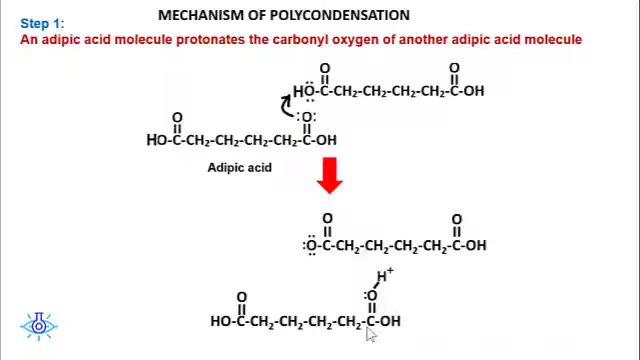 MECHANISM OF POLYCONDENSATION
Step 1:
An adipic acid molecule protonates the carbonyl oxygen of another adipic acid molecule
O O
HO-C-CH₂-CH₂-CH₂-CH₂-C-OH
O :O:
HO-C-CH₂-CH₂-CH₂-CH₂-C-OH
Adipic acid
O O
:O-C-CH₂-CH₂-CH₂-CH₂-C-OH
H⁺
O :O
HO-C-CH₂-CH₂-CH₂-CH₂-C-OH